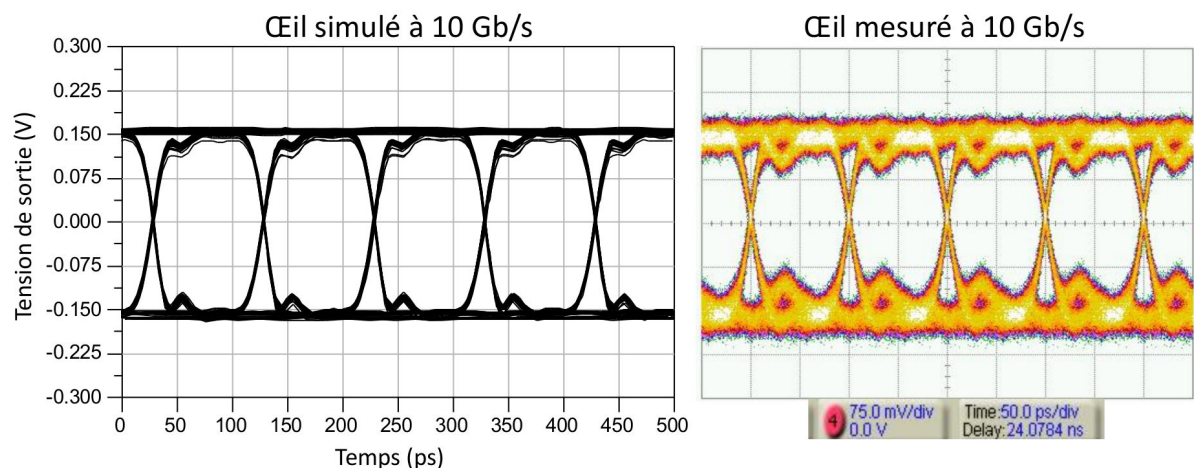 Œil simulé à 10 Gb/s
Œil mesuré à 10 Gb/s
Tension de sortie (V)
0.300
0.225
0.150
0.075
0.000
-0.075
-0.150
-0.225
-0.300
0 50 100 150 200 250 300 350 400 450 500
Temps (ps)
4
75.0 mV/div
0.0 V
Time:50.0 ps/div
Delay:24.0784 ns